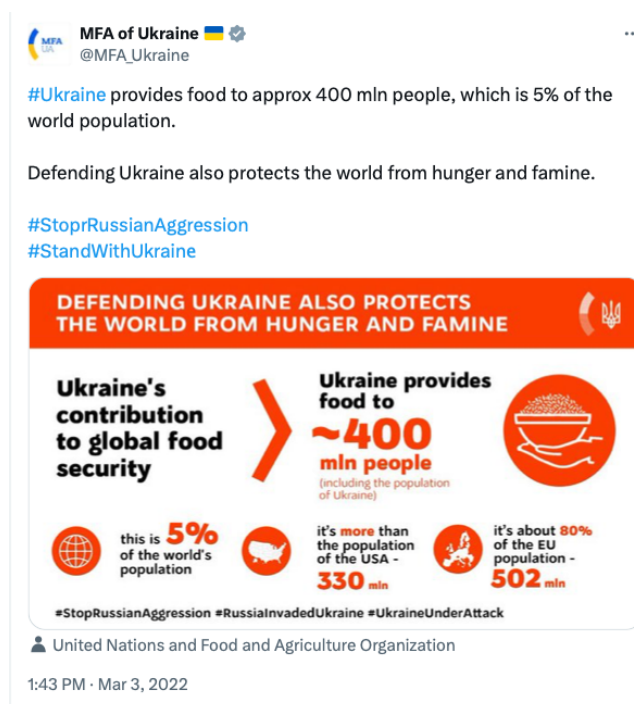 MFA of Ukraine
@MFA_Ukraine
MFA
UA
#Ukraine provides food to approx 400 mln people, which is 5% of the
world population.
Defending Ukraine also protects the world from hunger and famine.
#StoprRussianAggression
#StandWithUkraine
DEFENDING UKRAINE ALSO PROTECTS
THE WORLD FROM HUNGER AND FAMINE
Ukraine's
contribution
to global food
security
Ukraine provides
food to
~400
mln people
(including the population
of Ukraine)
this is 5%
of the world's
population
it's more than
the population
of the USA -
330 mln
it's about 80%
of the EU
population -
502 mln
#StopRussianAggression #RussiaInvadedUkraine #UkraineUnderAttack
United Nations and Food and Agriculture Organization
1:43 PM · Mar 3, 2022